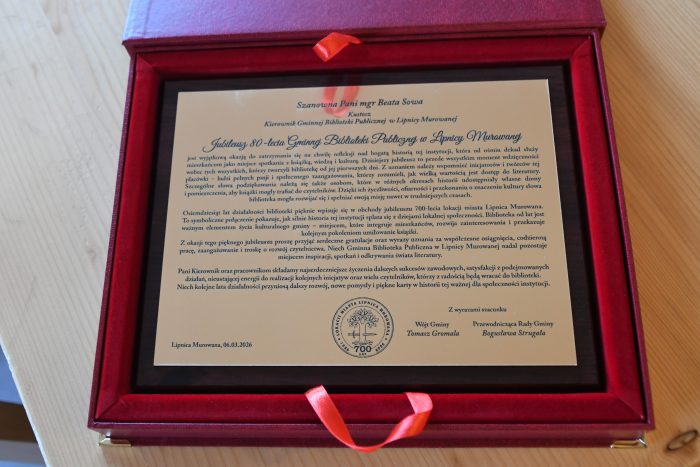 Szanowna Pani mgr Beata Sowa
Kustosz
Kierownik Gminnej Biblioteki Publicznej w Lipnicy Murowanej
Jubileusz 80-lecia Gminnej Biblioteki Publicznej w Lipnicy Murowanej
jest wyjątkową okazją do zatrzymania się na chwilę refleksji nad bogatą historią tej instytucji, która od ośmiu dekad służy
mieszkańcom jako miejsce spotkania z książką, wiedzą i kulturą. Dzisiejszy jubileusz to przede wszystkim moment wdzięczności
wobec tych wszystkich, którzy tworzyli bibliotekę od jej pierwszych dni. Z uznaniem należy wspomnieć inicjatorów i twórców tej
placówki – ludzi pełnych pasji i społecznego zaangażowania, którzy rozumieli, jak wielką wartością jest dostęp do literatury.
Szczególne słowa podziękowania należą się także osobom, które w różnych okresach historii udostępniały własne domy
i pomieszczenia, aby książki mogły trafiać do czytelników. Dzięki ich życzliwości, ofiarności i przekonaniu o znaczeniu kultury słowa
biblioteka mogła rozwijać się i spełniać swoją misję nawet w trudniejszych czasach.
Osiemdziesiąt lat działalności biblioteki pięknie wpisuje się w obchody jubileuszu 700-lecia lokacji miasta Lipnica Murowana.
To symboliczne połączenie pokazuje, jak silnie historia tej instytucji splata się z dziejami lokalnej społeczności. Biblioteka od lat jest
ważnym elementem życia kulturalnego gminy – miejscem, które integruje mieszkańców, rozwija zainteresowania i przekazuje
kolejnym pokoleniom umiłowanie książki.
Z okazji tego pięknego jubileuszu proszę przyjąć serdeczne gratulacje oraz wyrazy uznania za współczesne osiągnięcia, codzienną
pracę, zaangażowanie i troskę o rozwój czytelnictwa. Niech Gminna Biblioteka Publiczna w Lipnicy Murowanej nadal pozostaje
miejscem inspiracji, spotkań i odkrywania świata literatury.
Pani Kierownik oraz pracownikom składamy najserdeczniejsze życzenia dalszych sukcesów zawodowych, satysfakcji z podejmowanych
działań, nieustającej energii do realizacji kolejnych inicjatyw oraz wielu czytelników, którzy z radością będą wracać do biblioteki.
Niech kolejne lata działalności przyniosą dalszy rozwój, nowe pomysły i piękne karty w historii tej ważnej dla społeczności instytucji.
Z wyrazami szacunku
Wójt Gminy Przewodnicząca Rady Gminy
Tomasz Gromala Bogusława Strugała
LOKACJI MIASTA LIPNICA MUROWANA
1326 2026
700
LAT
Lipnica Murowana, 06.03.2026